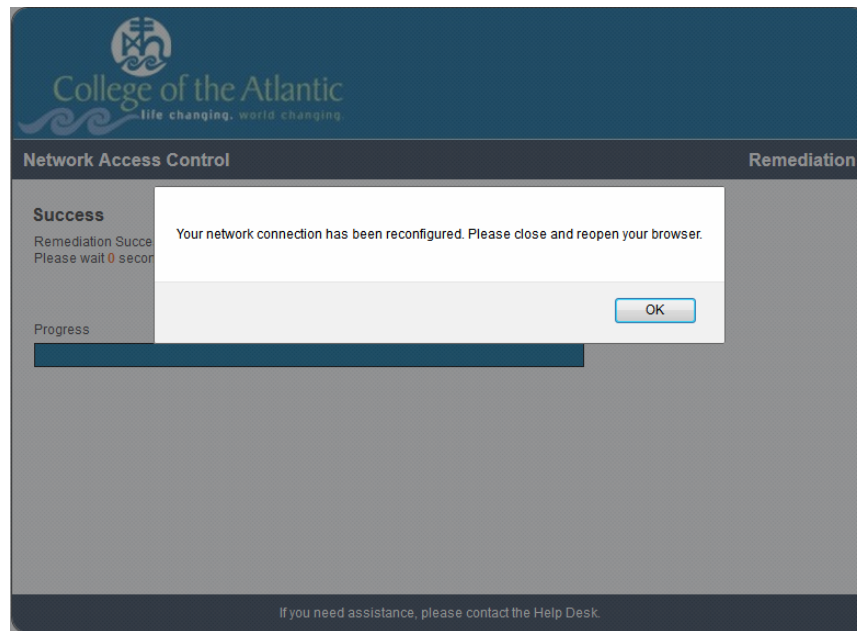 College of the Atlantic
life changing. world changing.
Network Access Control
Remediation
Success
Remediation Succe
Please wait 0 secon
Your network connection has been reconfigured. Please close and reopen your browser.
OK
Progress
If you need assistance, please contact the Help Desk.